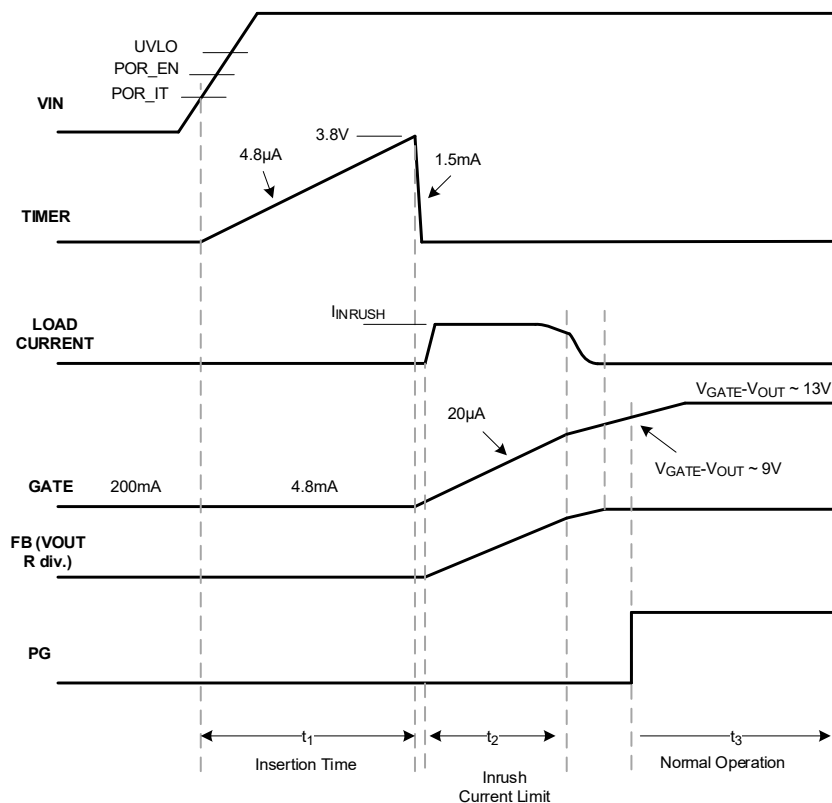 UVLO
POR_EN
POR_IT
VIN
3.8V
4.8µA
1.5mA
TIMER
IINRUSH
LOAD
CURRENT
VGATE-VOUT ~ 13V
20µA
VGATE-VOUT ~ 9V
GATE
200mA
4.8mA
FB (VOUT
R div.)
PG
t1
t2
t3
Insertion Time
Inrush
Current Limit
Normal Operation